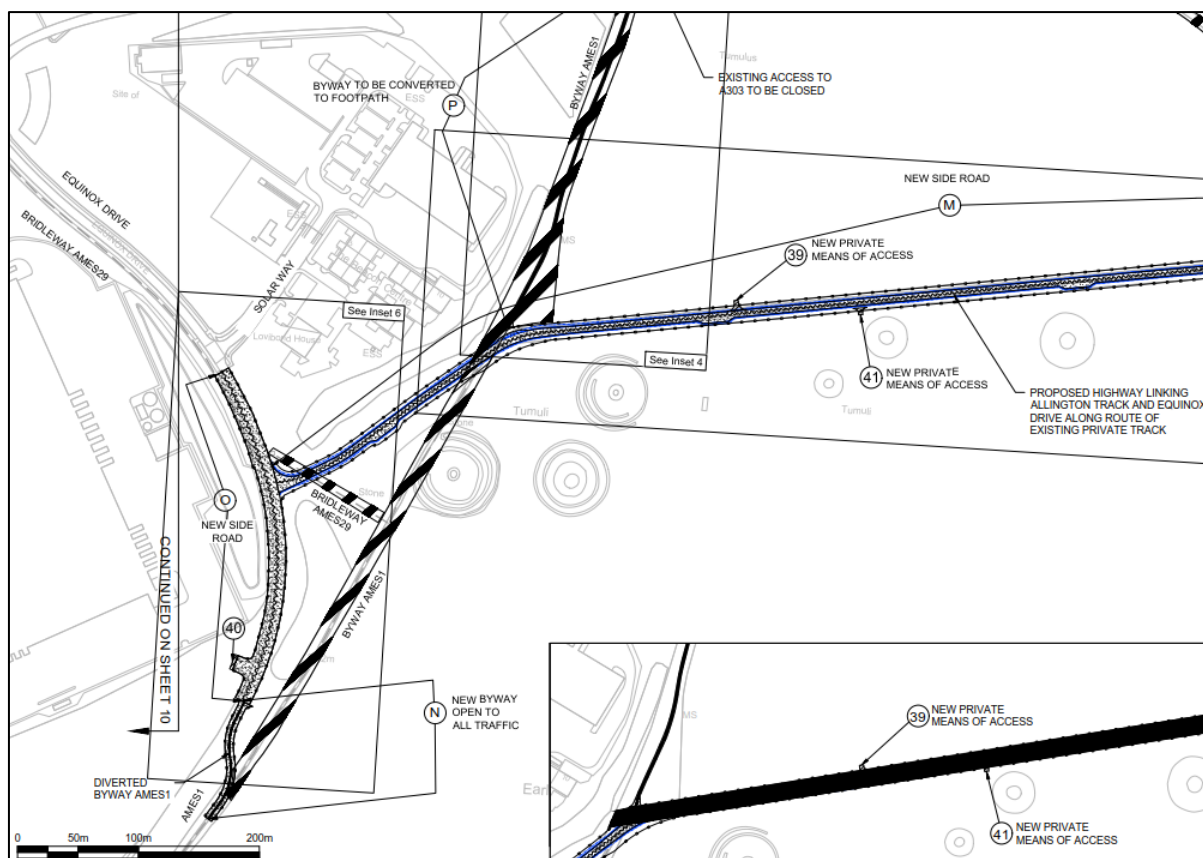 Tumulus
BYWAY AMES1
EXISTING ACCESS TO
A303 TO BE CLOSED
BYWAY TO BE CONVERTED
TO FOOTPATH
P
ESS
Site of
NEW SIDE ROAD
M
EQUINOX DRIVE
EQUINOX DRIVE
BRIDLEWAY AMES29
ESS
MS
39
NEW PRIVATE
MEANS OF ACCESS
SOLAR WAY
See Inset 6
Lovibond House
ESS
See Inset 4
41
NEW PRIVATE
MEANS OF ACCESS
PROPOSED HIGHWAY LINKING
ALLINGTON TRACK AND EQUINOX
DRIVE ALONG ROUTE OF
EXISTING PRIVATE TRACK
Tumuli
Tumuli
Stone
BRIDLEWAY
AMES29
O
NEW SIDE
ROAD
CONTINUED ON SHEET 10
BYWAY AMES1
40
N
NEW BYWAY
OPEN TO
ALL TRAFFIC
DIVERTED
BYWAY AMES1
AMES1
0 50m 100m 200m
MS
39
NEW PRIVATE
MEANS OF ACCESS
Earth
41
NEW PRIVATE
MEANS OF ACCESS